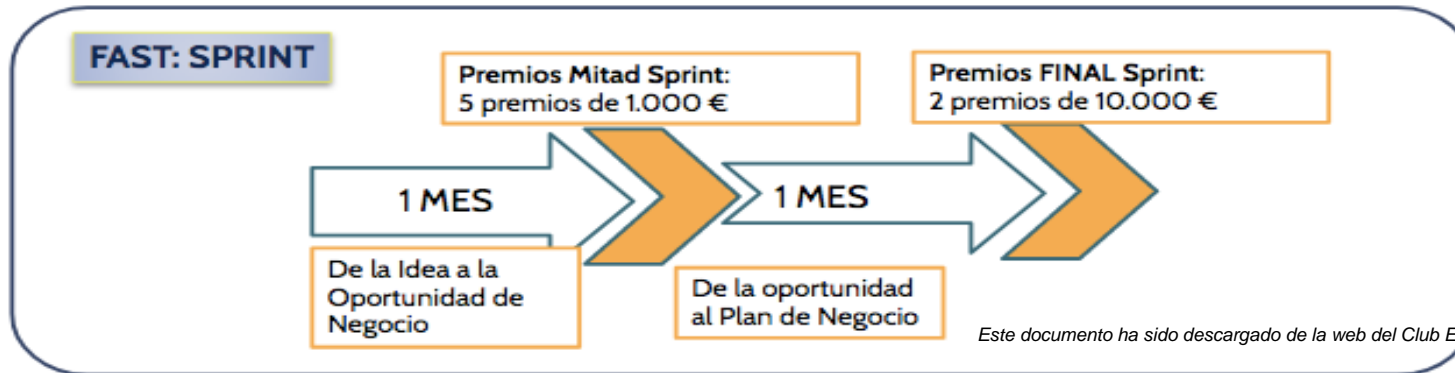 FAST: SPRINT
Premios Mitad Sprint:
5 premios de 1.000 €
Premios FINAL Sprint:
2 premios de 10.000 €
1 MES
1 MES
De la Idea a la
Oportunidad de
Negocio
De la oportunidad
al Plan de Negocio
Este documento ha sido descargado de la web del Club